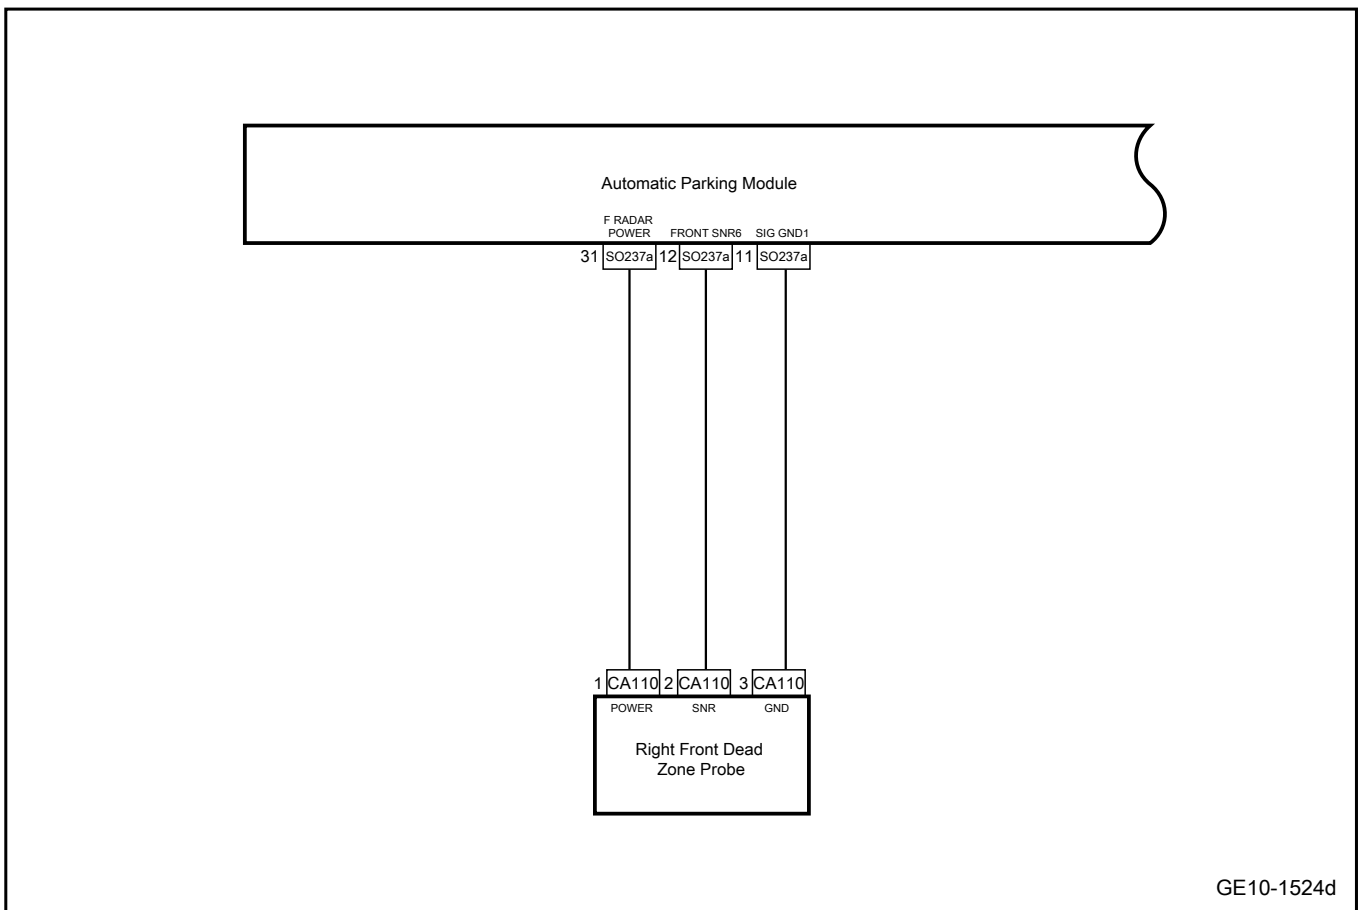 Automatic Parking Module
F RADAR
POWER FRONT SNR6 SIG GND1
31 SO237a 12 SO237a 11 SO237a
1 CA110 2 CA110 3 CA110
POWER SNR GND
Right Front Dead
Zone Probe
GE10-1524d